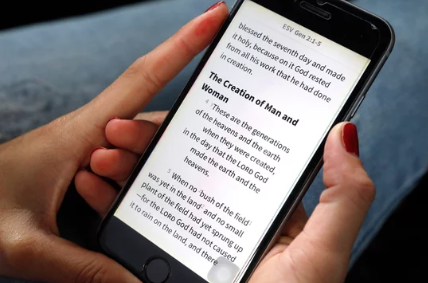 ESV Gen 2:1-5
blessed the seventh day and made
it holy, because on it God rested
from all his work that he had done
in creation.
The Creation of Man and
Woman
4 These are the generations
of the heavens and the earth
when they were created,
in the day that the LORD God
made the earth and the
heavens.
5 When no bush of the field
was yet in the land and no small
plant of the field had yet sprung up
—for the LORD God had not caused
it to rain on the land, and there